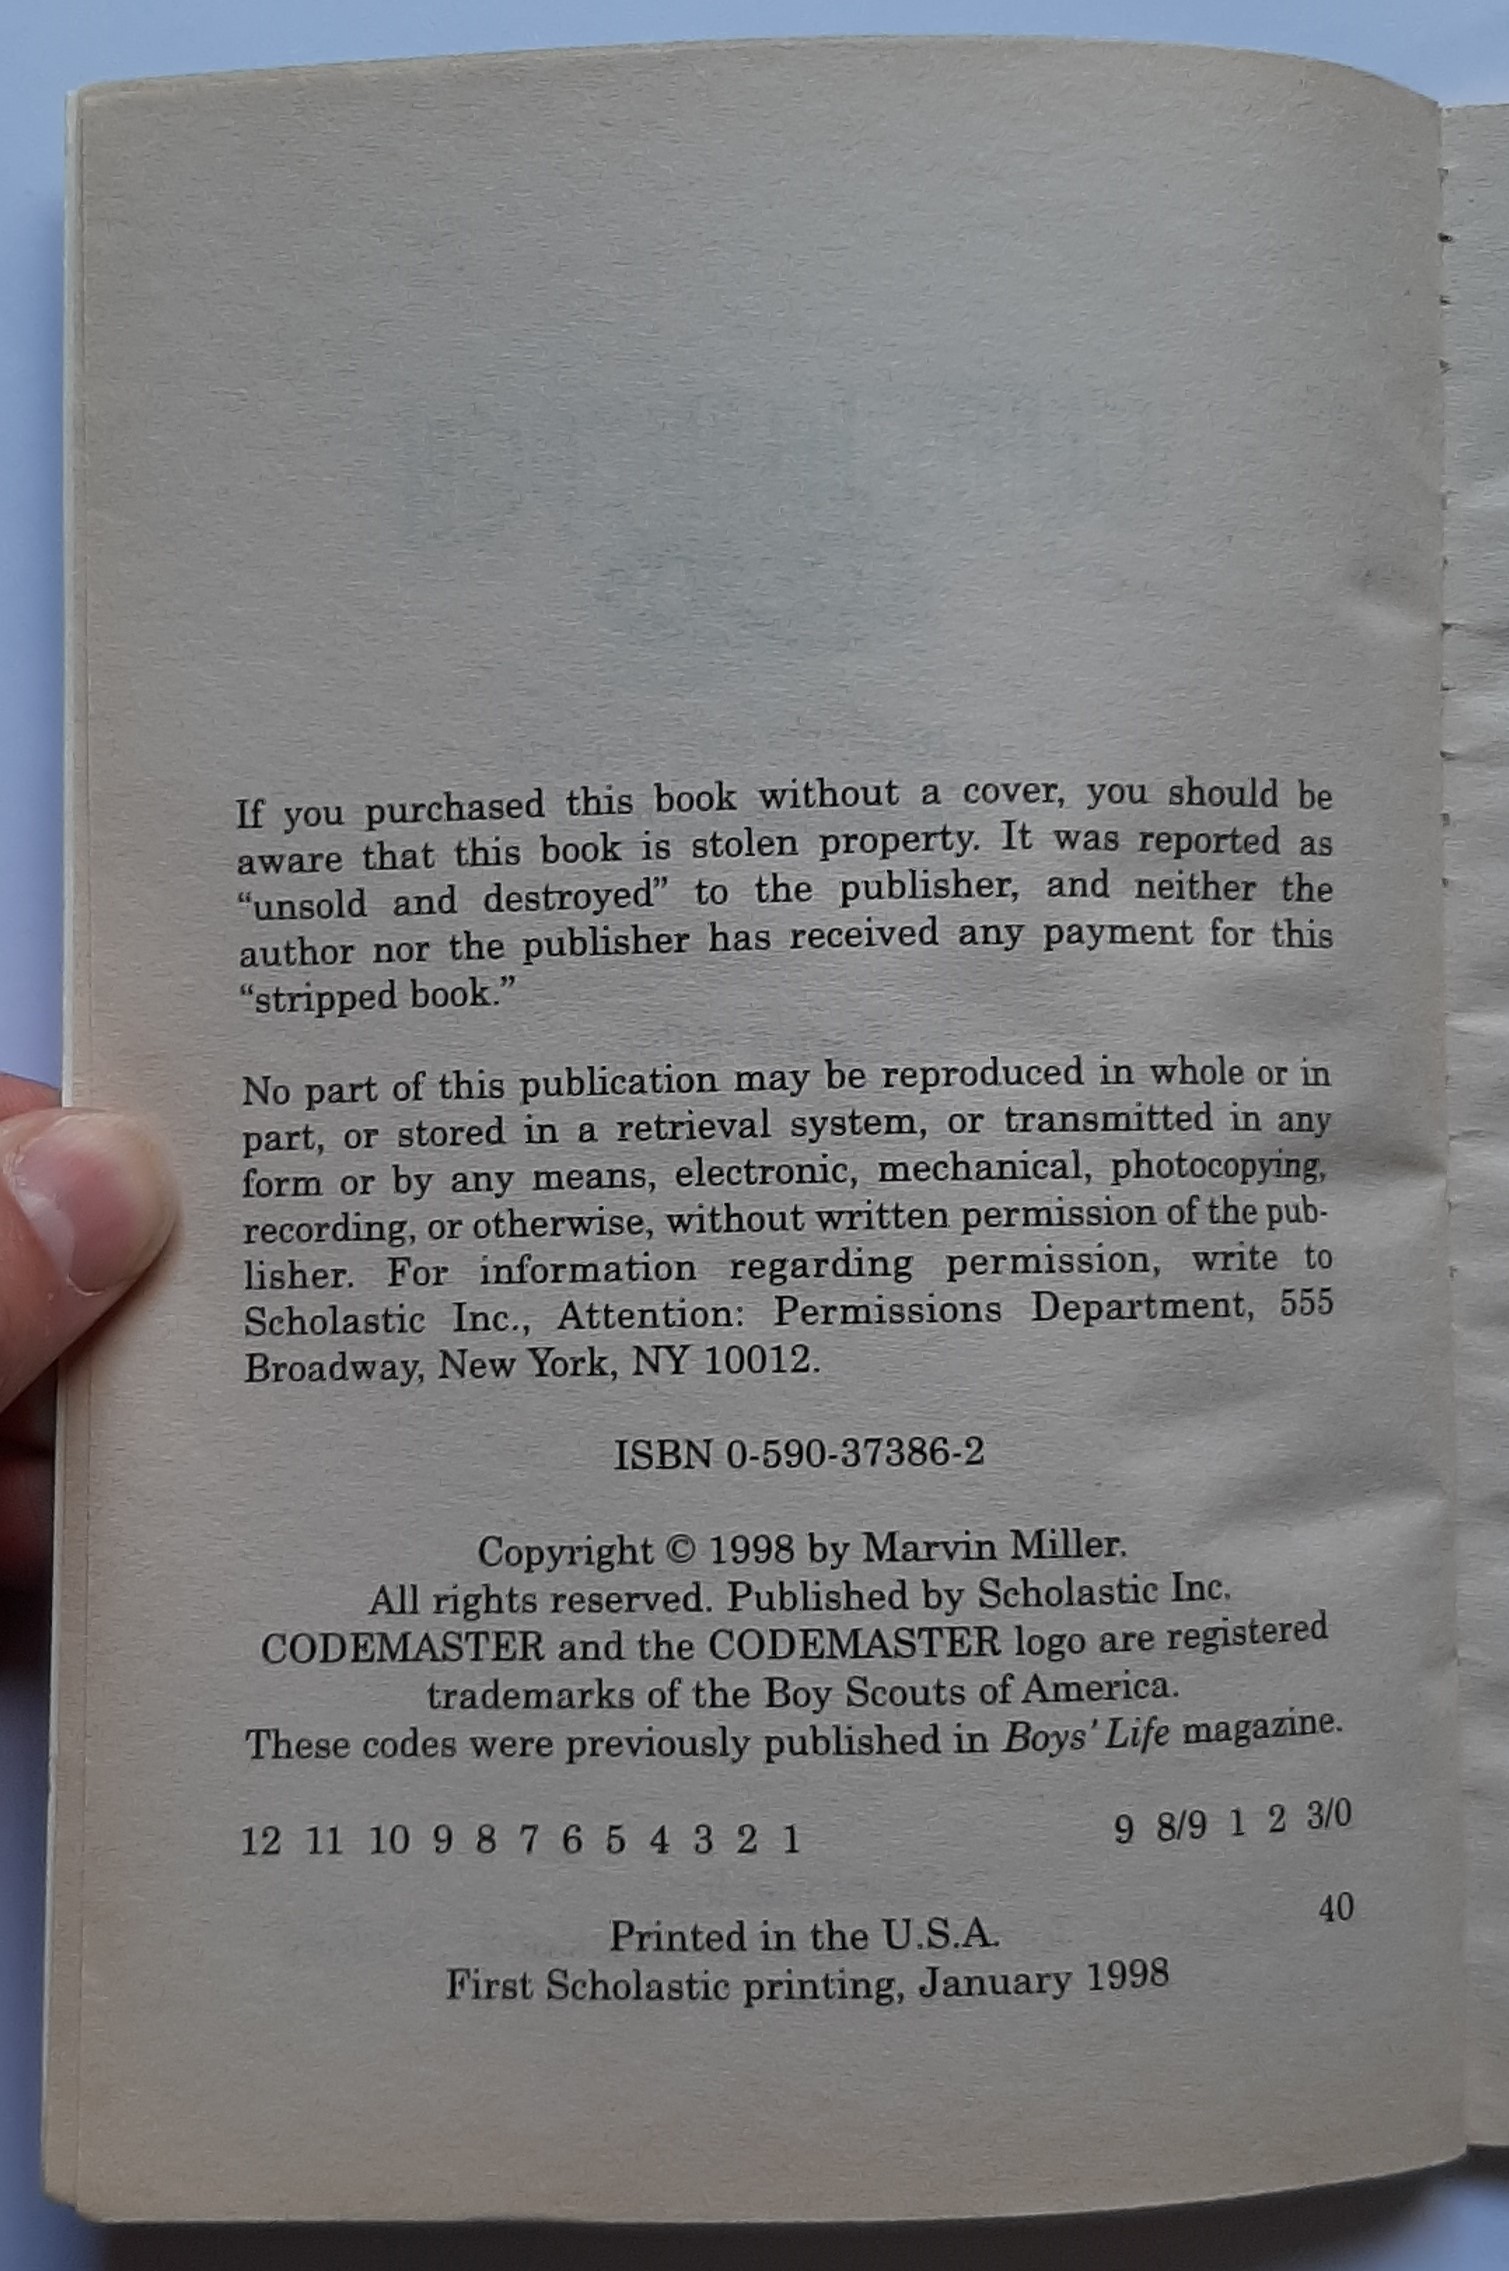 If you purchased this book without a cover, you should be
aware that this book is stolen property. It was reported as
“unsold and destroyed” to the publisher, and neither the
author nor the publisher has received any payment for this
“stripped book.”
No part of this publication may be reproduced in whole or in
part, or stored in a retrieval system, or transmitted in any
form or by any means, electronic, mechanical, photocopying,
recording, or otherwise, without written permission of the pub-
lisher. For information regarding permission, write to
Scholastic Inc., Attention: Permissions Department, 555
Broadway, New York, NY 10012.
ISBN 0-590-37386-2
Copyright © 1998 by Marvin Miller.
All rights reserved. Published by Scholastic Inc.
CODEMASTER and the CODEMASTER logo are registered
trademarks of the Boy Scouts of America.
These codes were previously published in Boys’ Life magazine.
12 11 10 9 8 7 6 5 4 3 2 1 9 8/9 1 2 3/0
40
Printed in the U.S.A.
First Scholastic printing, January 1998